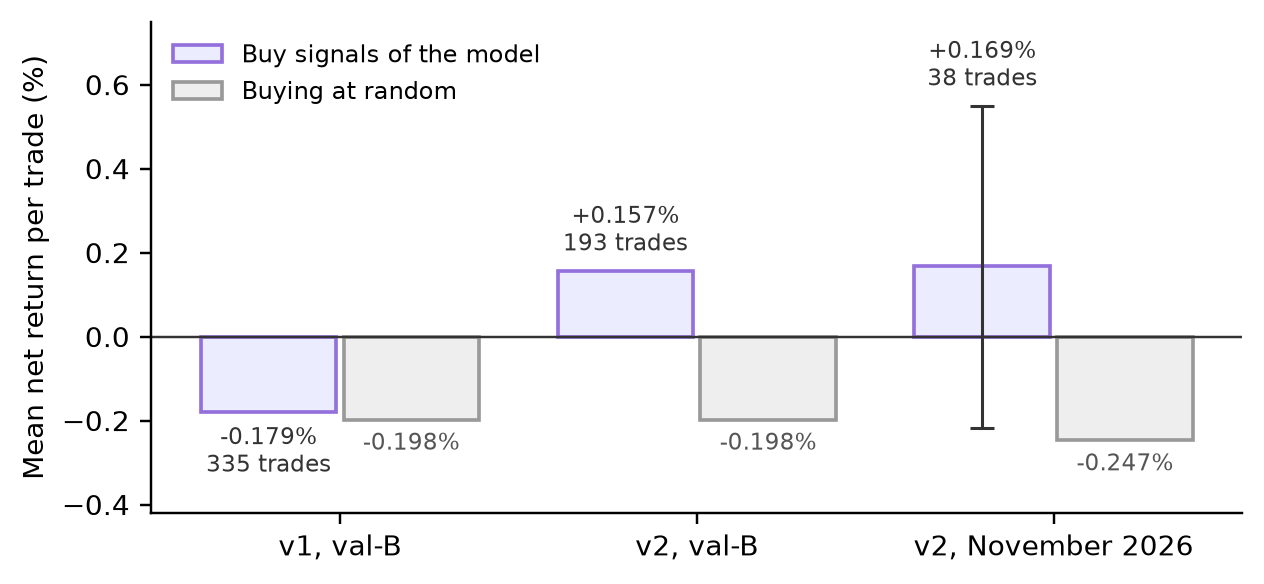 Mean net return per trade (%)
0.6
0.4
0.2
0.0
−0.2
−0.4
Buy signals of the model
Buying at random
+0.169%
38 trades
+0.157%
193 trades
-0.179%
335 trades
-0.198%
-0.198%
-0.247%
v1, val-B
v2, val-B
v2, November 2026